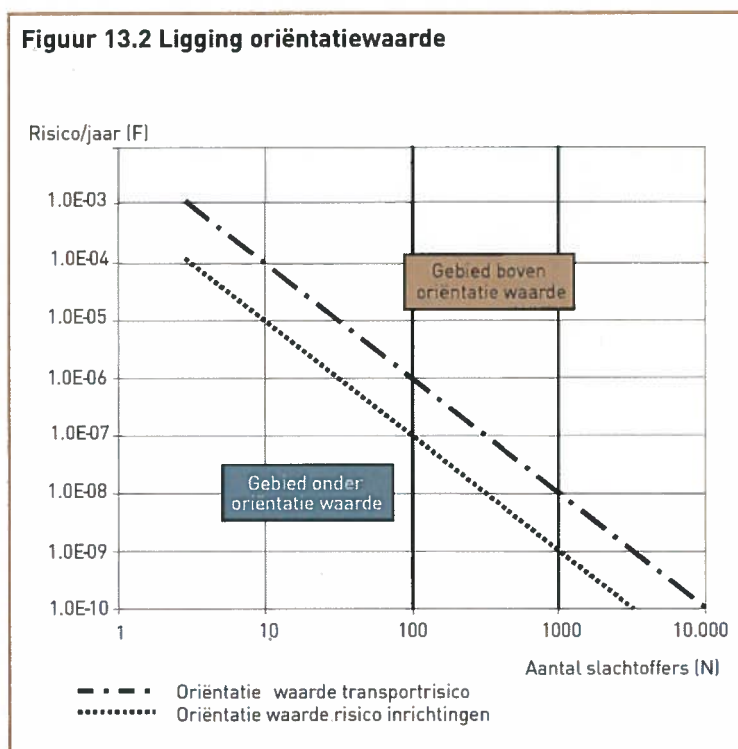 Figuur 13.2 Ligging oriëntatiewaarde
Risico/jaar (F)
1.0E-03
1.0E-04
1.0E-05
1.0E-06
1.0E-07
1.0E-08
1.0E-09
1.0E-10
Gebied boven
oriëntatie waarde
Gebied onder
oriëntatie waarde
1 10 100 1000 10.000
Aantal slachtoffers (N)
Oriëntatie waarde transportrisico
Oriëntatie waarde risico inrichtingen